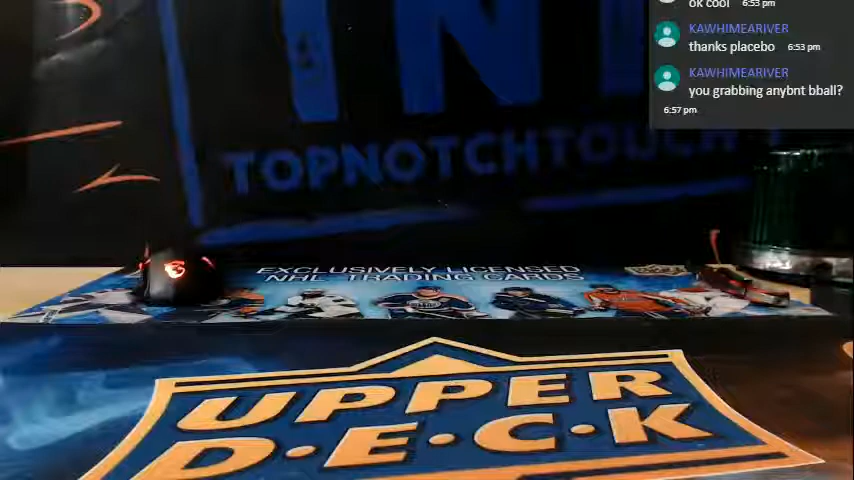 ok cool 6:53 pm
KAWHIMEARIVER
thanks placebo 6:53 pm
KAWHIMEARIVER
you grabbing anybnt bball?
6:57 pm
TOPNOTCHTOUCH
EXCLUSIVELY LICENSED
NHL TRADING CARDS
UPPER
D·E·C·K